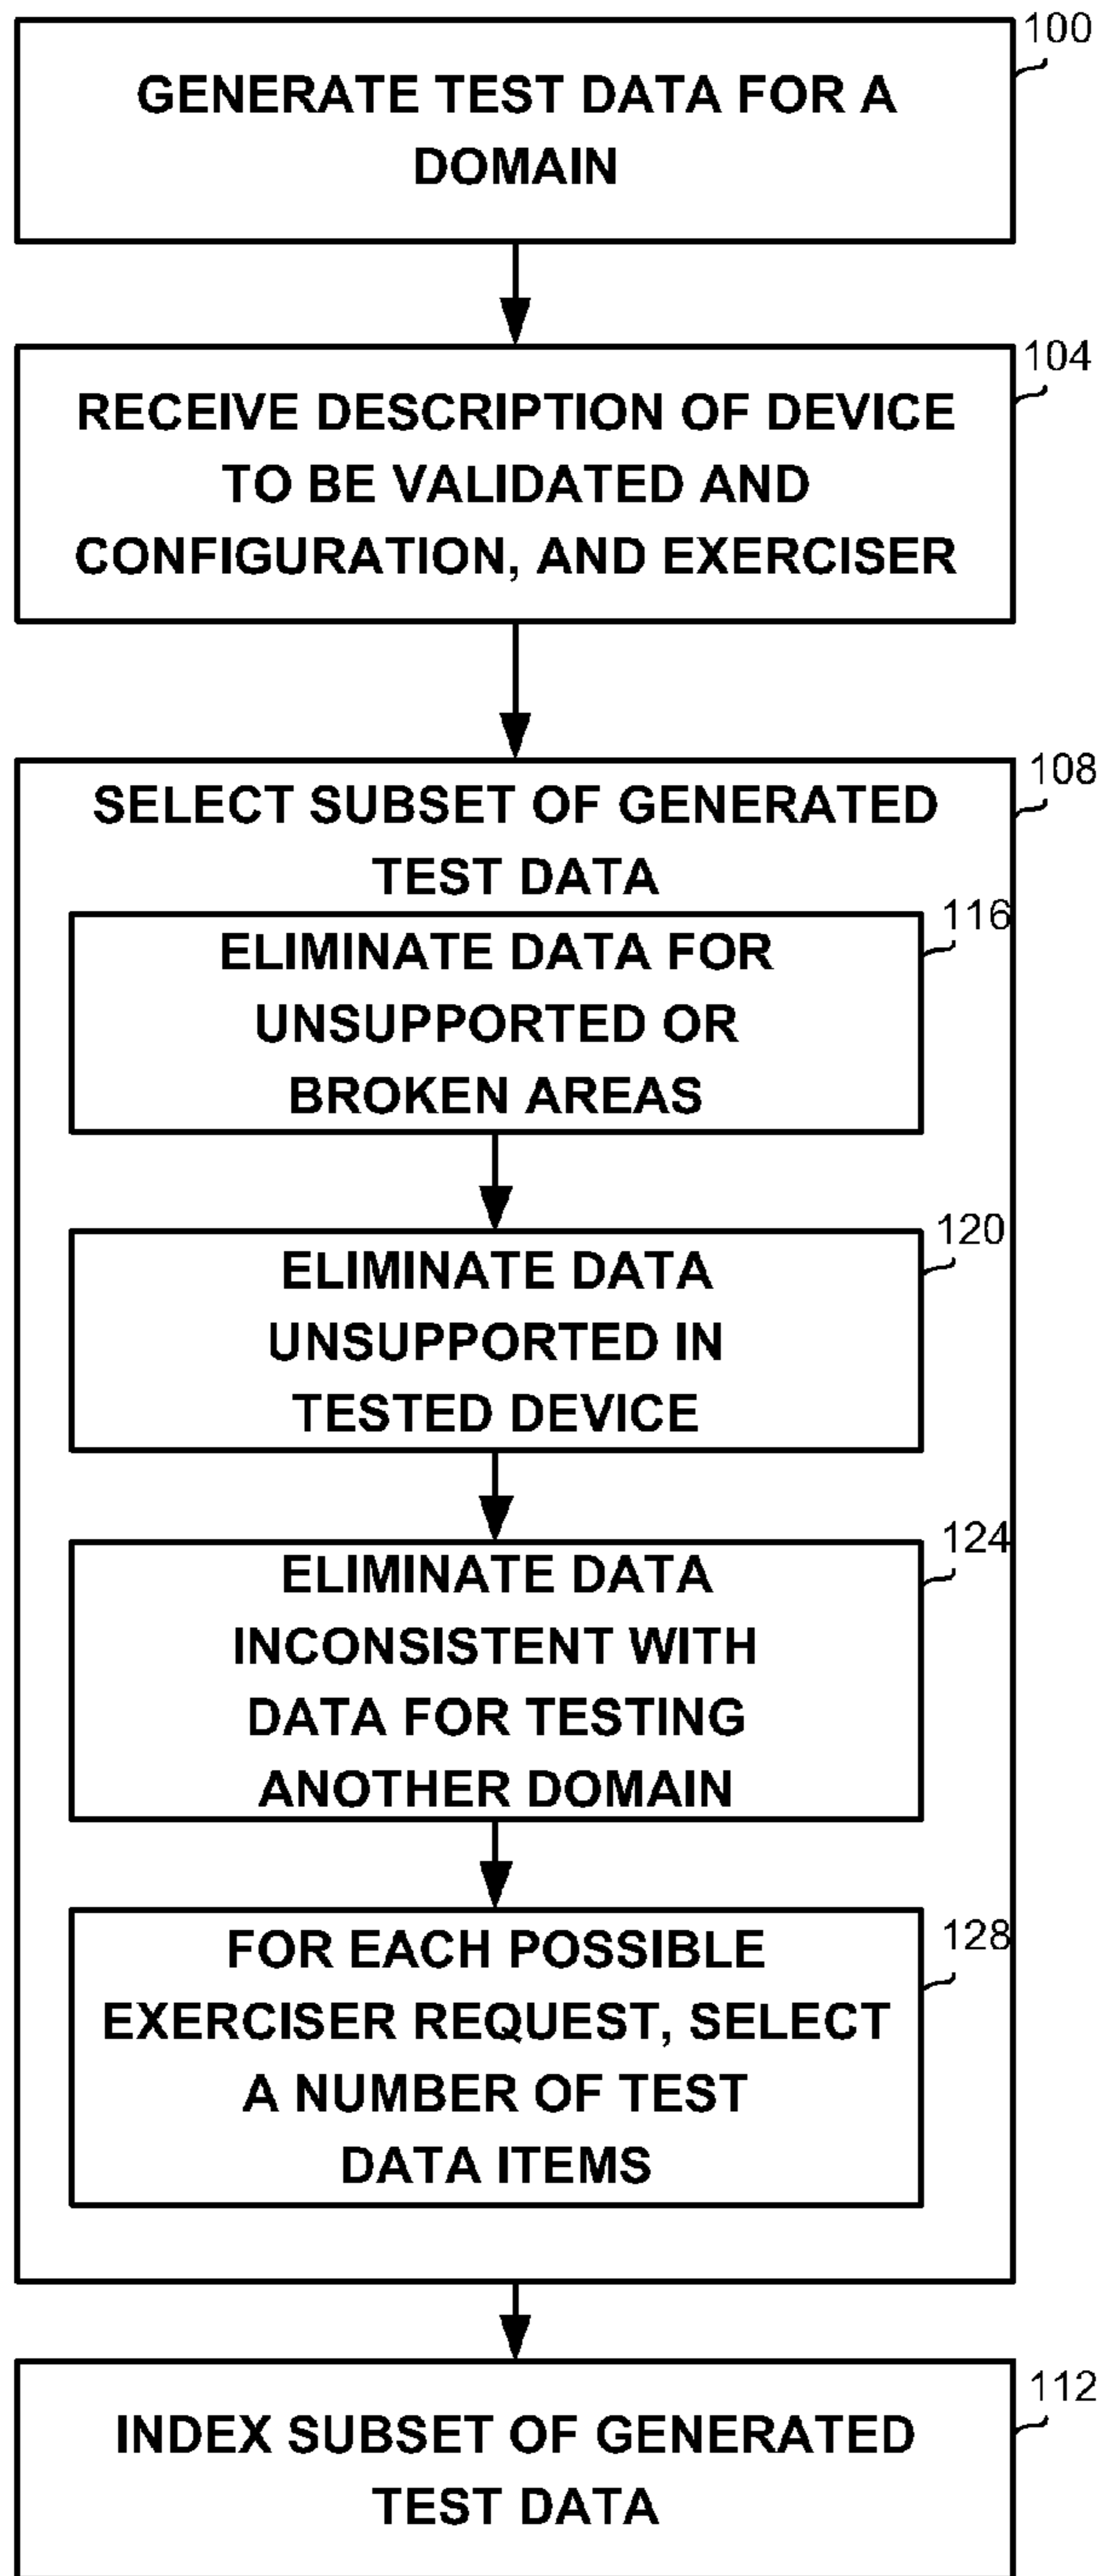 100
GENERATE TEST DATA FOR A
DOMAIN
104
RECEIVE DESCRIPTION OF DEVICE
TO BE VALIDATED AND
CONFIGURATION, AND EXERCISER
108
SELECT SUBSET OF GENERATED
TEST DATA
116
ELIMINATE DATA FOR
UNSUPPORTED OR
BROKEN AREAS
120
ELIMINATE DATA
UNSUPPORTED IN
TESTED DEVICE
124
ELIMINATE DATA
INCONSISTENT WITH
DATA FOR TESTING
ANOTHER DOMAIN
128
FOR EACH POSSIBLE
EXERCISER REQUEST, SELECT
A NUMBER OF TEST
DATA ITEMS
112
INDEX SUBSET OF GENERATED
TEST DATA